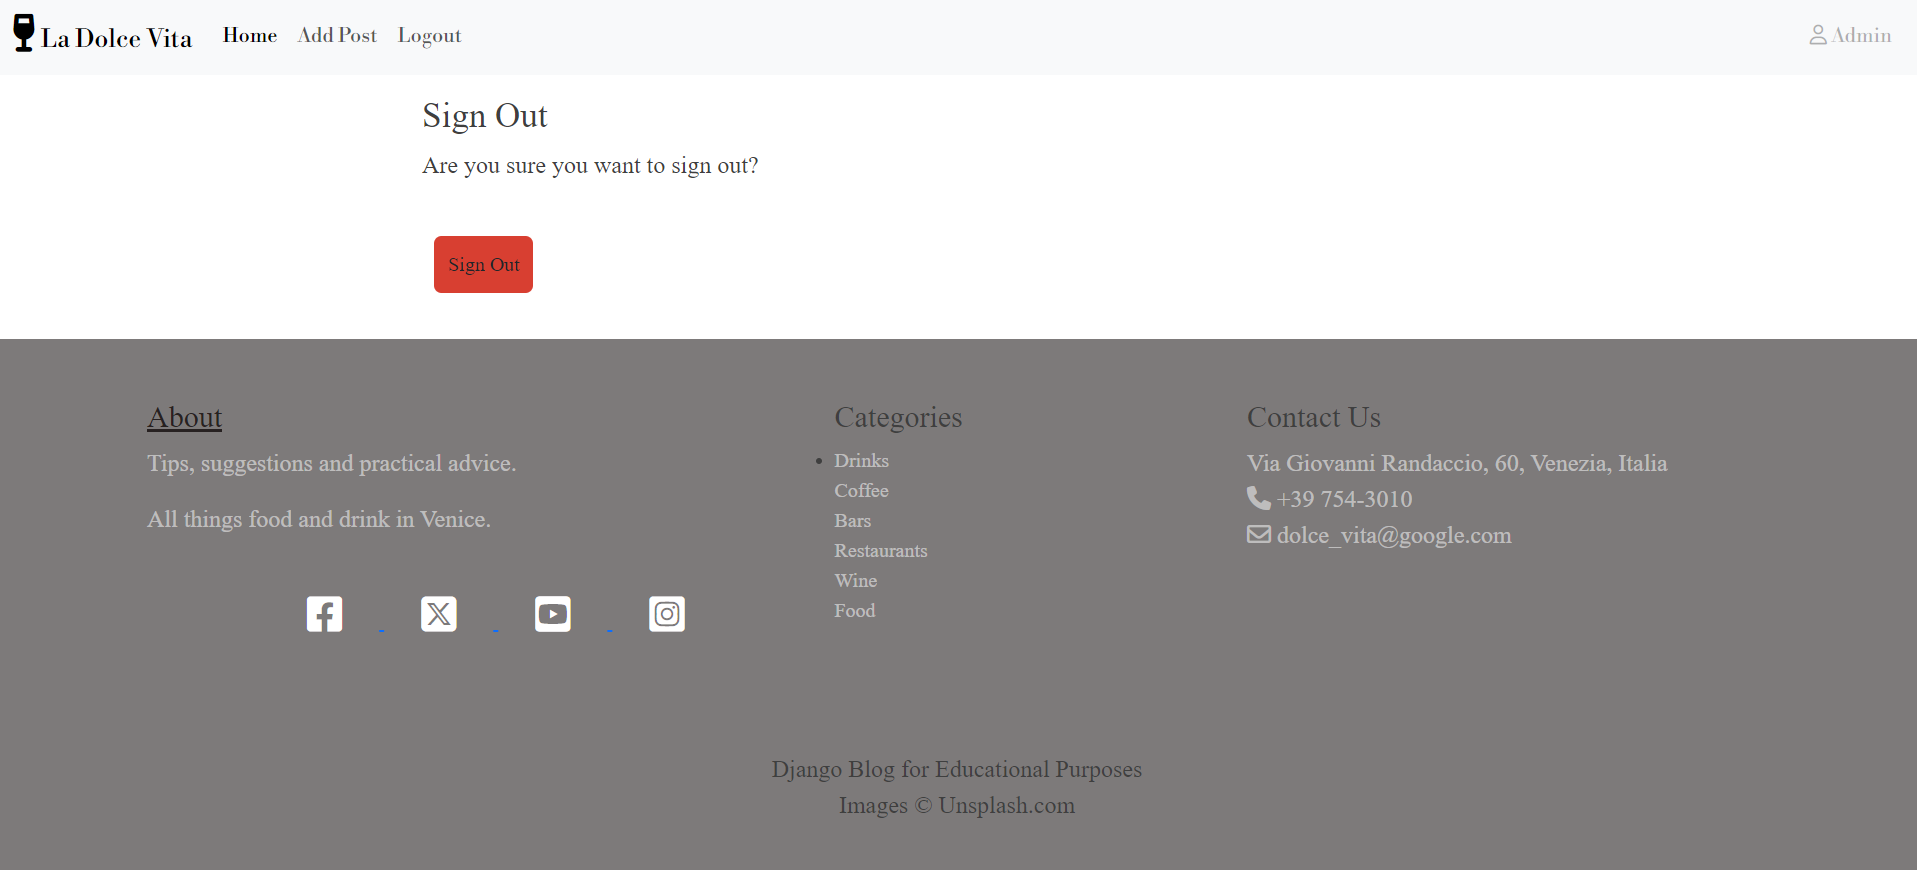 La Dolce Vita Home Add Post Logout Admin
Sign Out
Are you sure you want to sign out?
Sign Out
About
Tips, suggestions and practical advice.
All things food and drink in Venice.
Categories
Drinks
Coffee
Bars
Restaurants
Wine
Food
Contact Us
Via Giovanni Randaccio, 60, Venezia, Italia
+39 754-3010
dolce_vita@google.com
Django Blog for Educational Purposes
Images © Unsplash.com